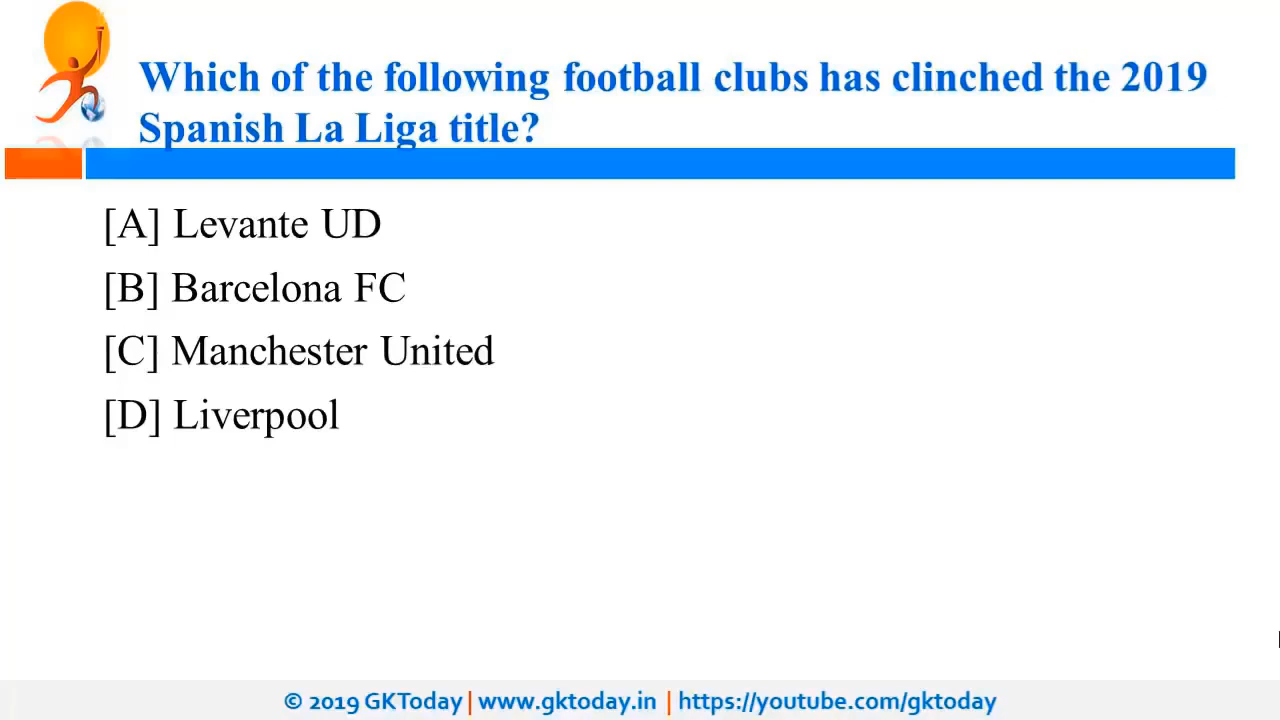 Which of the following football clubs has clinched the 2019
Spanish La Liga title?
[A] Levante UD
[B] Barcelona FC
[C] Manchester United
[D] Liverpool
© 2019 GKToday | www.gktoday.in | https://youtube.com/gktoday